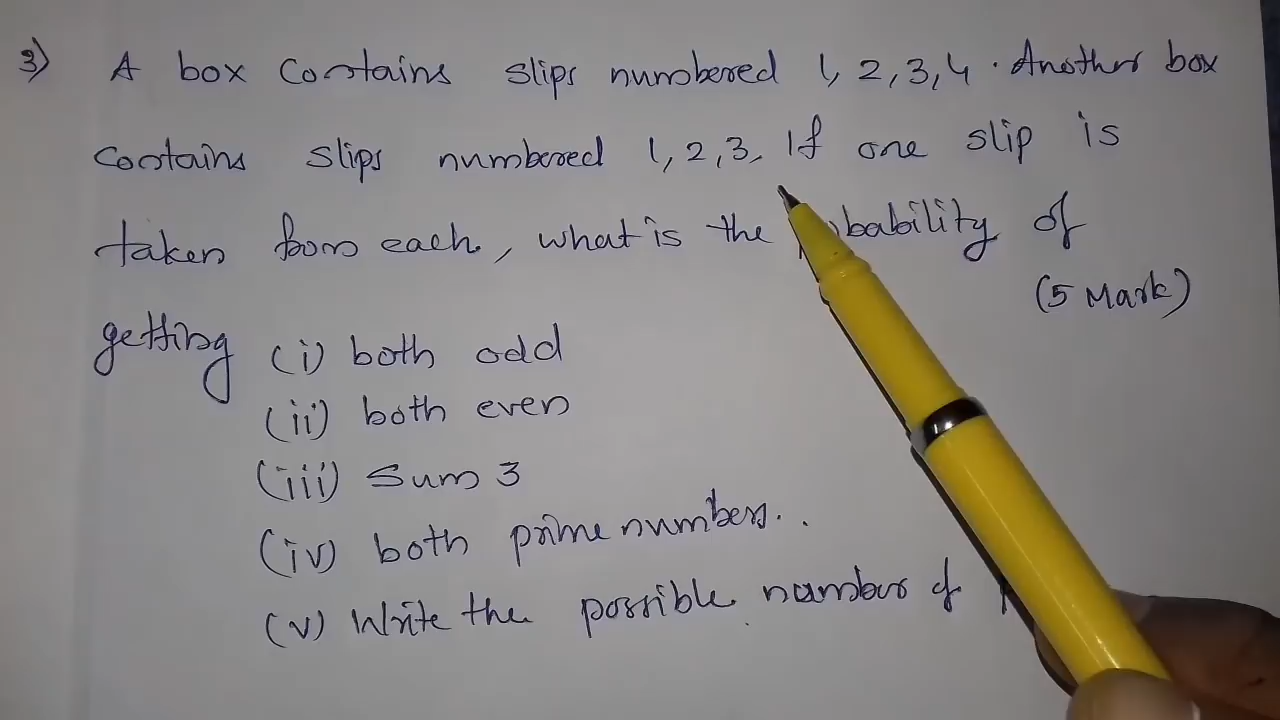 3) A box contains slips numbered 1, 2, 3, 4. Another box
contains slips numbered 1, 2, 3. If one slip is
taken from each, what is the probability of
(5 Mark)
getting (i) both odd
(ii) both even
(iii) Sum 3
(iv) both prime numbers..
(v) Write the possible number of